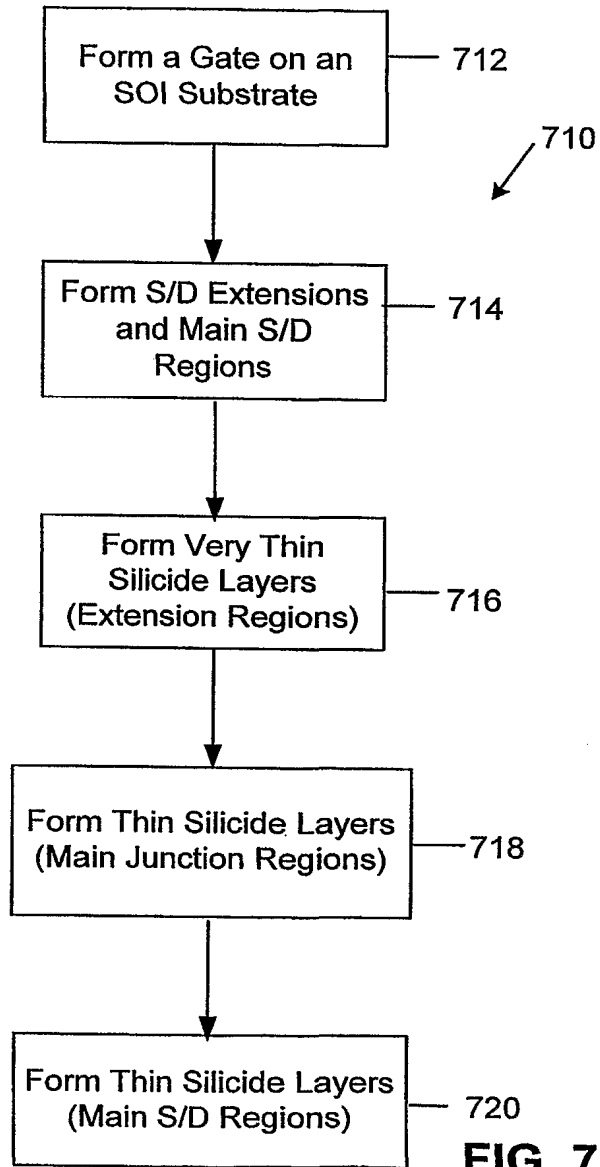 Form a Gate on an
SOI Substrate
712
710
Form S/D Extensions
and Main S/D
Regions
714
Form Very Thin
Silicide Layers
(Extension Regions)
716
Form Thin Silicide Layers
(Main Junction Regions)
718
Form Thin Silicide Layers
(Main S/D Regions)
720
FIG. 7